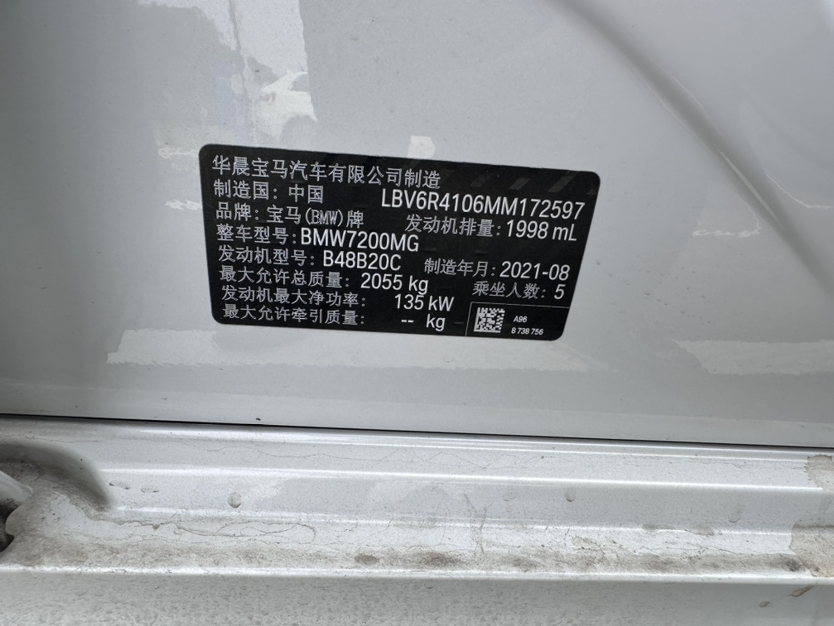 华晨宝马汽车有限公司制造
制造国: 中国 LBV6R4106MM172597
品牌: 宝马(BMW)牌 发动机排量: 1998 mL
整车型号: BMW7200MG
发动机型号: B48B20C 制造年月: 2021-08
最大允许总质量: 2055 kg 乘坐人数: 5
发动机最大净功率: 135 kW
最大允许牵引质量: -- kg
A96
8 738 756